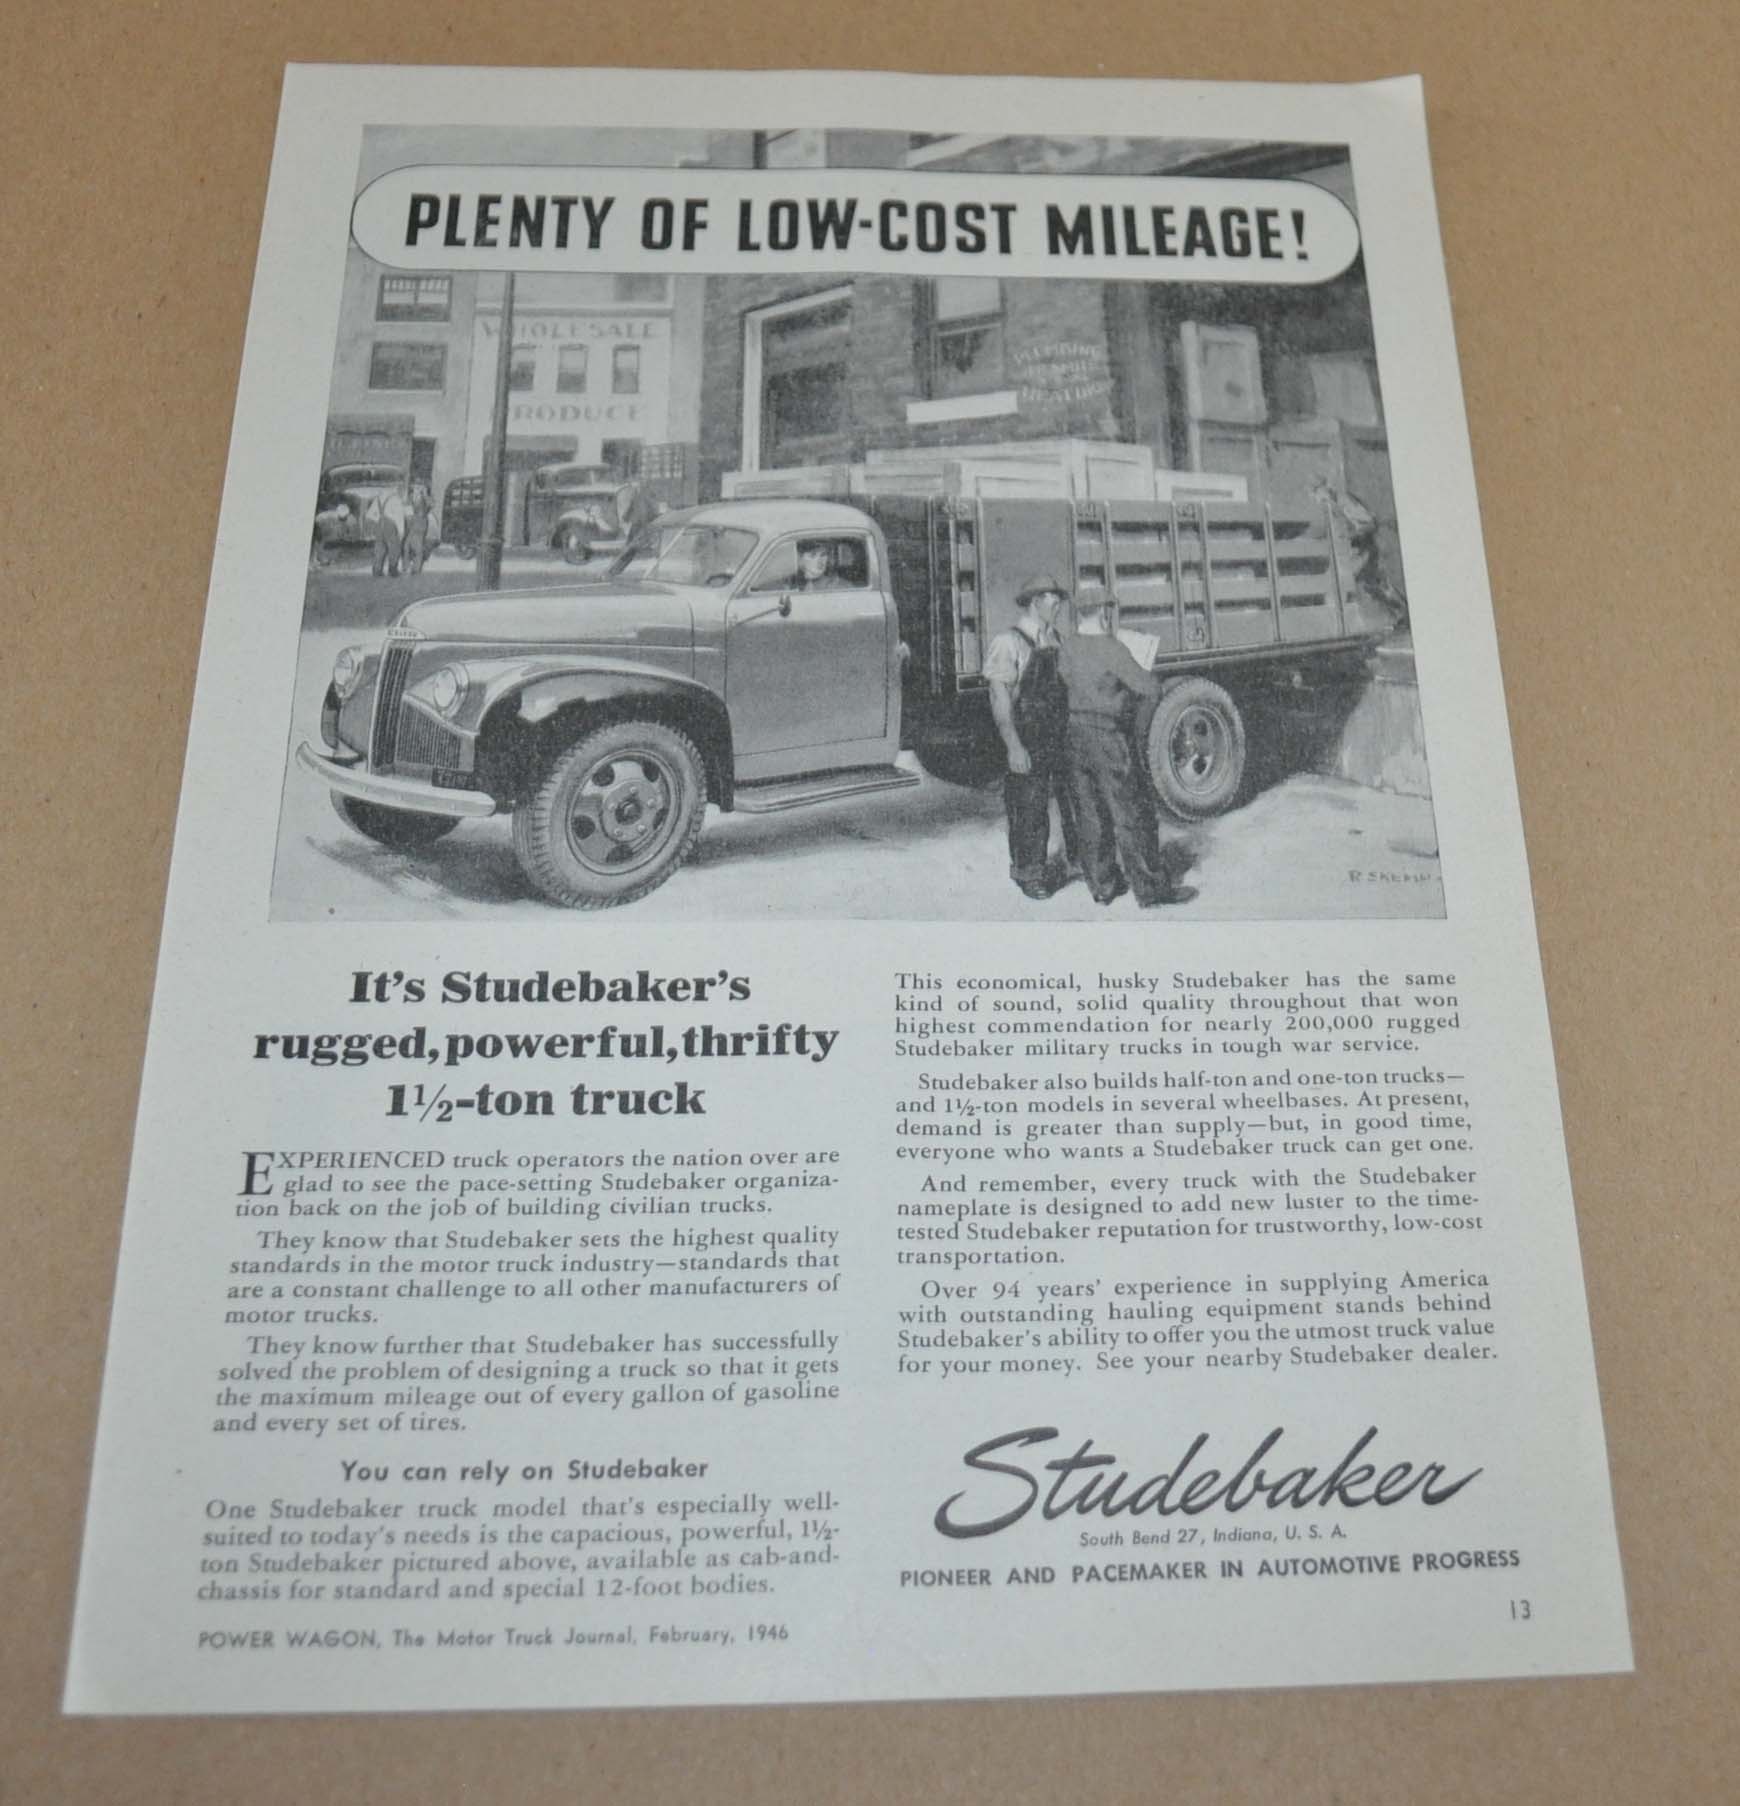 PLENTY OF LOW-COST MILEAGE!
WHOLESALE
PRODUCE
It's Studebaker's
rugged, powerful, thrifty
1½-ton truck
EXPERIENCED truck operators the nation over are
glad to see the pace-setting Studebaker organiza-
tion back on the job of building civilian trucks.
They know that Studebaker sets the highest quality
standards in the motor truck industry—standards that
are a constant challenge to all other manufacturers of
motor trucks.
They know further that Studebaker has successfully
solved the problem of designing a truck so that it gets
the maximum mileage out of every gallon of gasoline
and every set of tires.
You can rely on Studebaker
One Studebaker truck model that's especially well-
suited to today's needs is the capacious, powerful, 1½-
ton Studebaker pictured above, available as cab-and-
chassis for standard and special 12-foot bodies.
POWER WAGON, The Motor Truck Journal, February, 1946
This economical, husky Studebaker has the same
kind of sound, solid quality throughout that won
highest commendation for nearly 200,000 rugged
Studebaker military trucks in tough war service.
Studebaker also builds half-ton and one-ton trucks—
and 1½-ton models in several wheelbases. At present,
demand is greater than supply—but, in good time,
everyone who wants a Studebaker truck can get one.
And remember, every truck with the Studebaker
nameplate is designed to add new luster to the time-
tested Studebaker reputation for trustworthy, low-cost
transportation.
Over 94 years' experience in supplying America
with outstanding hauling equipment stands behind
Studebaker's ability to offer you the utmost truck value
for your money. See your nearby Studebaker dealer.
Studebaker
South Bend 27, Indiana, U. S. A.
PIONEER AND PACEMAKER IN AUTOMOTIVE PROGRESS
13